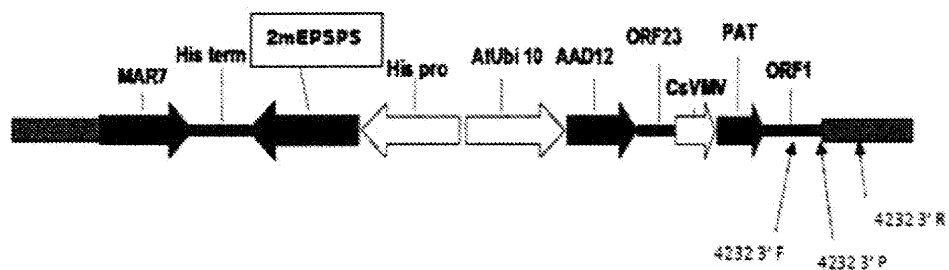 2mEPSPS
ORF23
PAT
His term
AtUbi 10
AAD12
His pro
MAR7
CsVMV
ORF1
4232 3' F
4232 3' P
4232 3' R